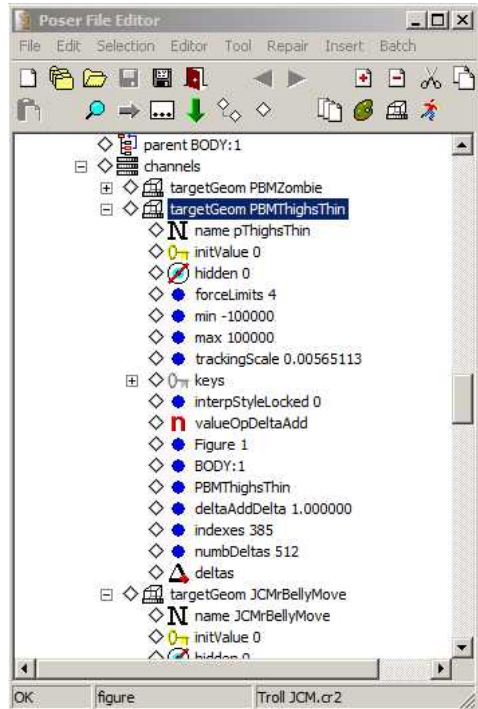 Poser File Editor
File Edit Selection Editor Tool Repair Insert Batch
parent BODY:1
channels
targetGeom PBMZombie
targetGeom PBMThighsThin
name pThighsThin
initValue 0
hidden 0
forceLimits 4
min -100000
max 100000
trackingScale 0.00565113
keys
interpStyleLocked 0
valueOpDeltaAdd
Figure 1
BODY:1
PBMThighsThin
deltaAddDelta 1.000000
indexes 385
numbDeltas 512
deltas
targetGeom JCMrBellyMove
name JCMrBellyMove
initValue 0
hidden 0
OK figure Troll JCM.cr2